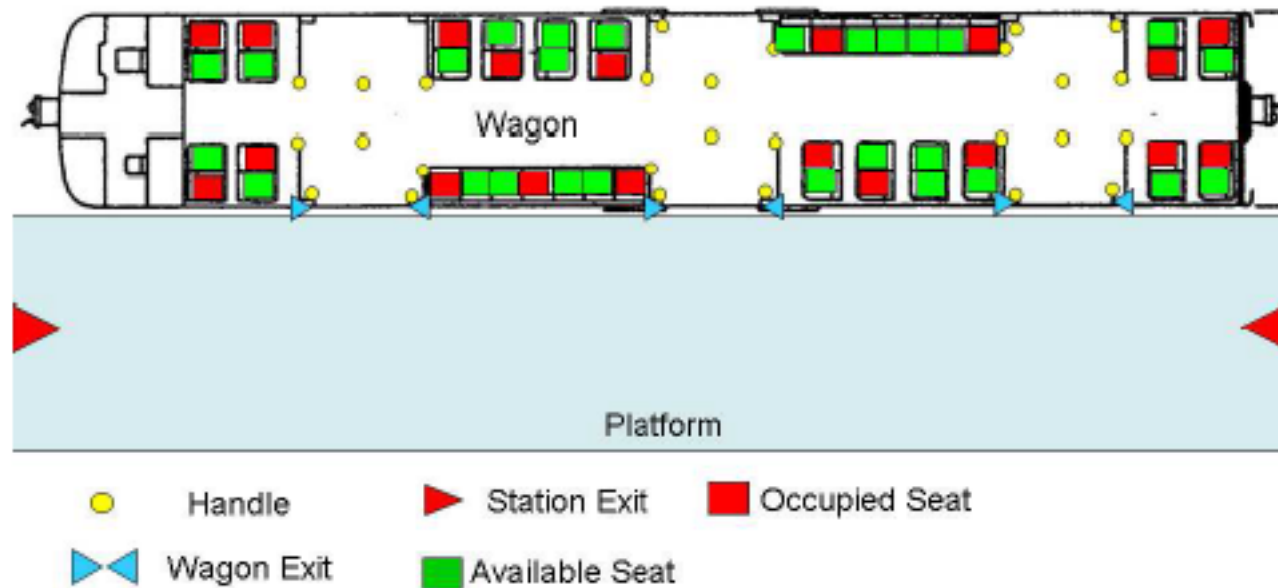 Wagon
Platform
Handle
Station Exit
Occupied Seat
Wagon Exit
Available Seat